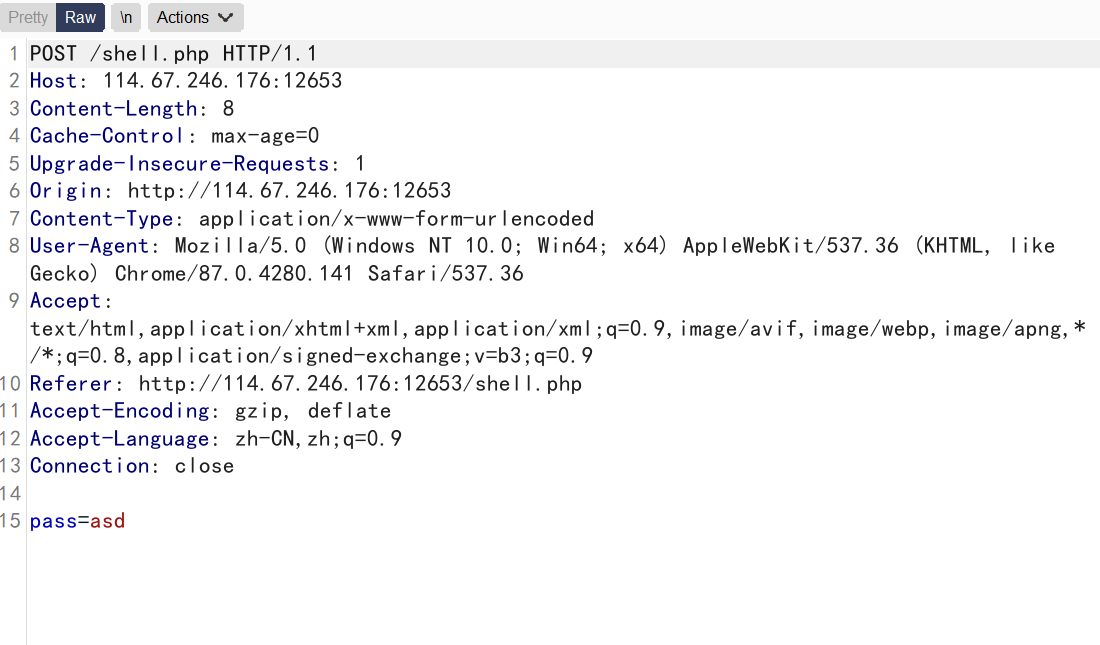 Pretty Raw \n Actions
1 POST /shell.php HTTP/1.1
2 Host: 114.67.246.176:12653
3 Content-Length: 8
4 Cache-Control: max-age=0
5 Upgrade-Insecure-Requests: 1
6 Origin: http://114.67.246.176:12653
7 Content-Type: application/x-www-form-urlencoded
8 User-Agent: Mozilla/5.0 (Windows NT 10.0; Win64; x64) AppleWebKit/537.36 (KHTML, like
Gecko) Chrome/87.0.4280.141 Safari/537.36
9 Accept:
text/html,application/xhtml+xml,application/xml;q=0.9,image/avif,image/webp,image/apng,*
/*;q=0.8,application/signed-exchange;v=b3;q=0.9
10 Referer: http://114.67.246.176:12653/shell.php
11 Accept-Encoding: gzip, deflate
12 Accept-Language: zh-CN,zh;q=0.9
13 Connection: close
14
15 pass=asd